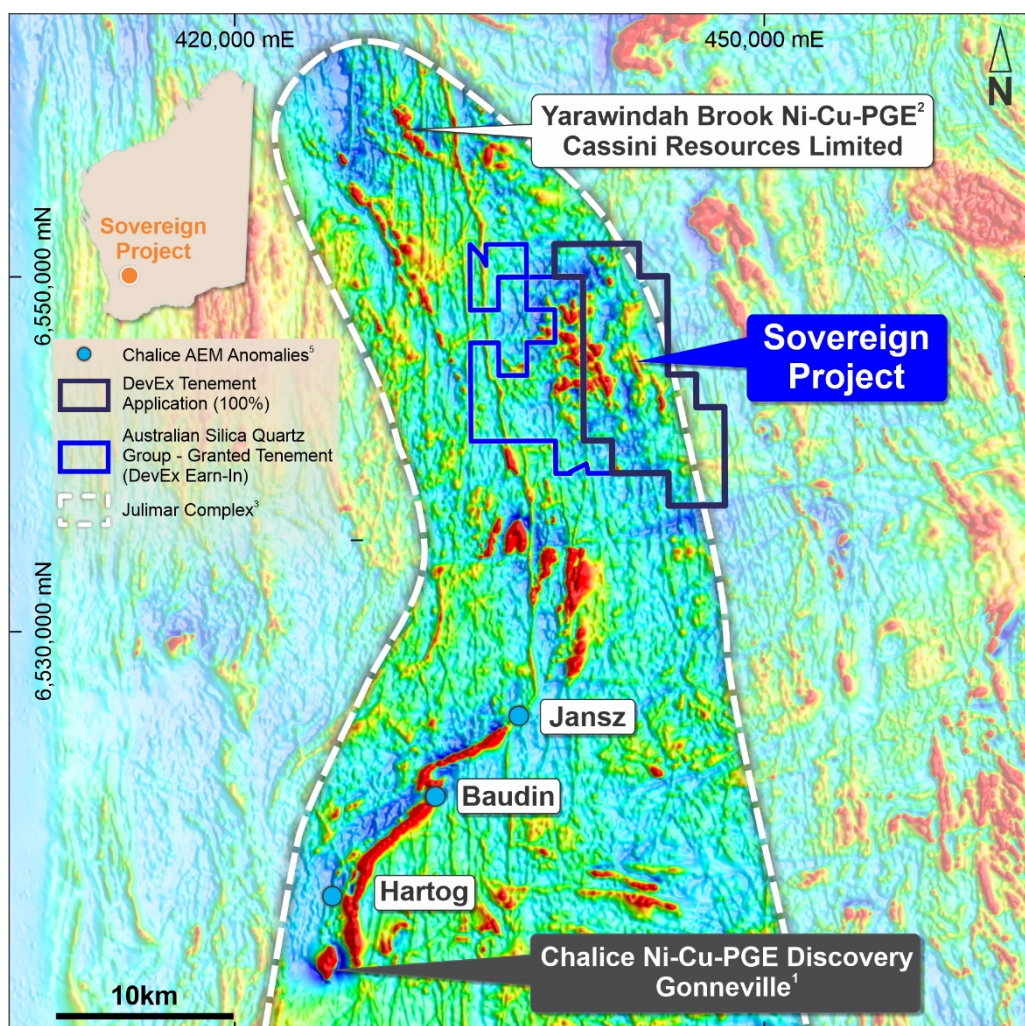 420,000 mE
450,000 mE
N
Yarawindah Brook Ni-Cu-PGE²
Cassini Resources Limited
Sovereign
Project
6,550,000 mN
Chalice AEM Anomalies⁵
DevEx Tenement
Application (100%)
Australian Silica Quartz
Group - Granted Tenement
(DevEx Earn-In)
Julimar Complex³
Sovereign
Project
6,530,000 mN
Jansz
Baudin
Hartog
Chalice Ni-Cu-PGE Discovery
Gonneville¹
10km